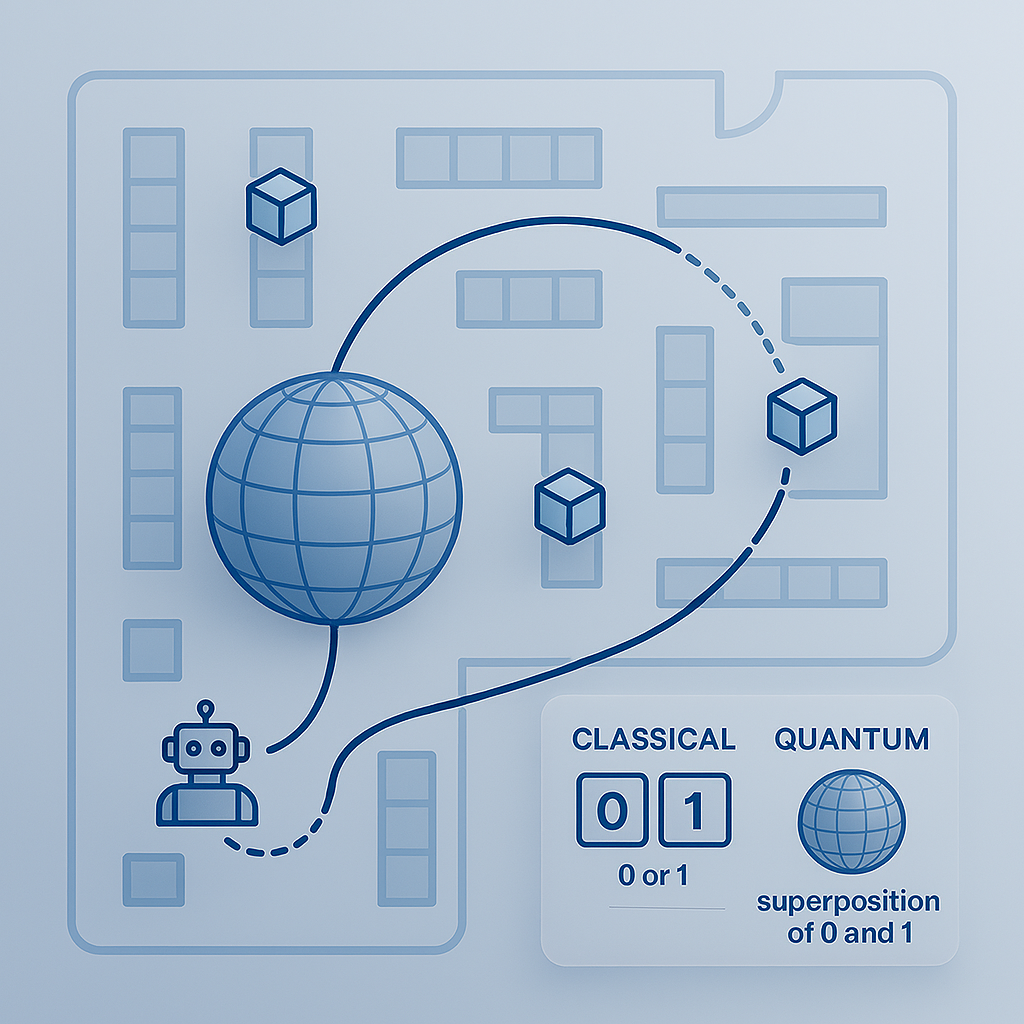 CLASSICAL
0 1
0 or 1
QUANTUM
superposition
of 0 and 1